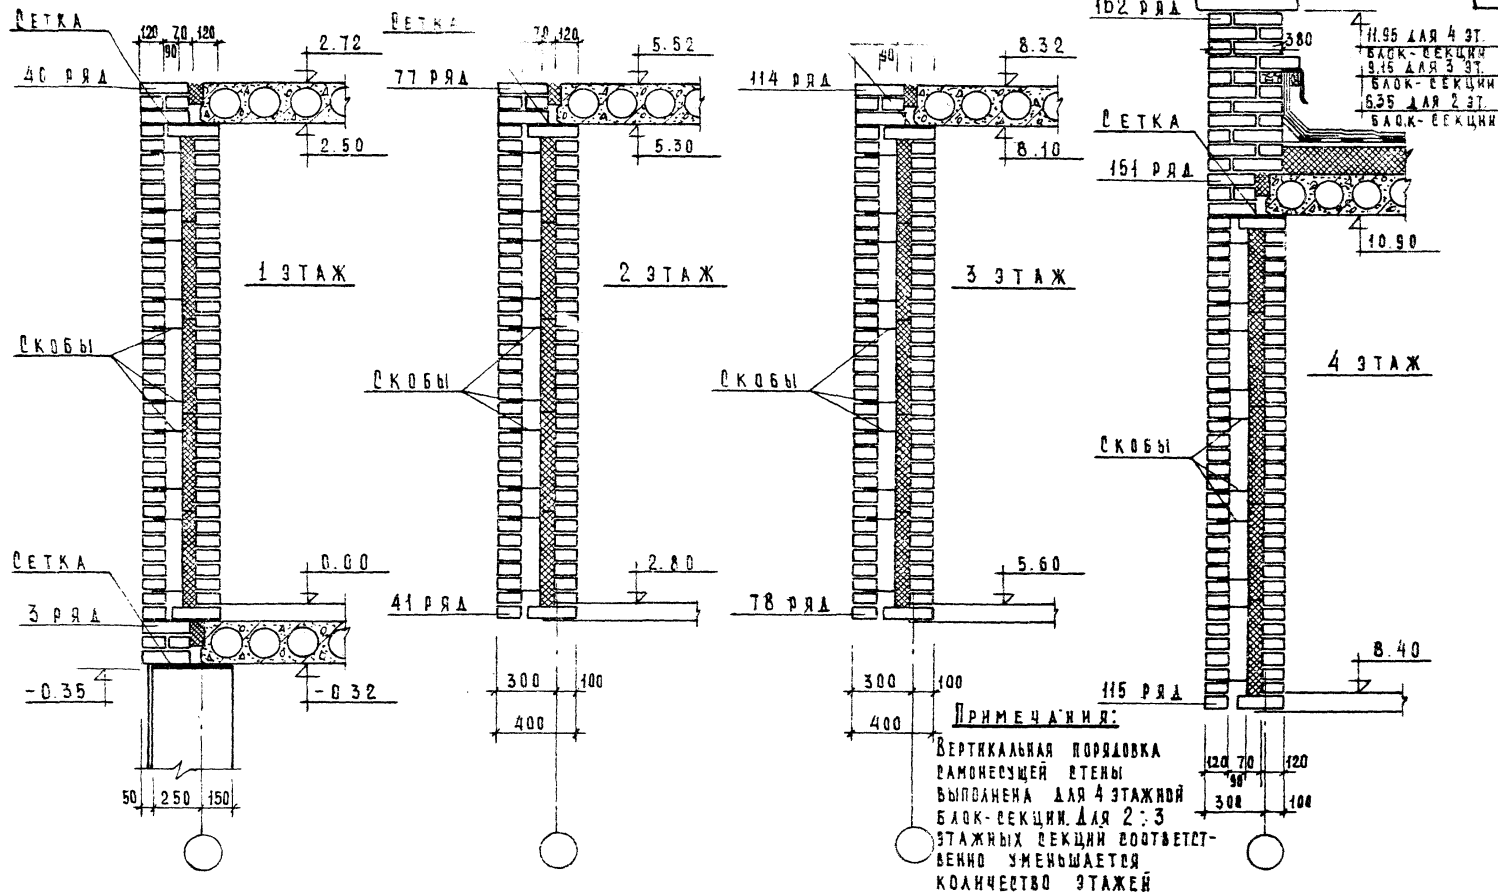 СЕТКА
120 70 120
90
2.72
40 РЯД
2.50
1 ЭТАЖ
СКОБЫ
СЕТКА
0.00
3 РЯД
-0.35
-0.32
50 250 150
СЕТКА
70 120
5.52
77 РЯД
5.30
2 ЭТАЖ
СКОБЫ
2.80
41 РЯД
300 100
400
90
8.32
114 РЯД
8.10
3 ЭТАЖ
СКОБЫ
5.60
78 РЯД
300 100
400
162 РЯД
380
11.95 ДЛЯ 4 ЭТ.
БЛОК-СЕКЦИИ
9.15 ДЛЯ 3 ЭТ.
БЛОК-СЕКЦИИ
6.35 ДЛЯ 2 ЭТ.
БЛОК-СЕКЦИИ
СЕТКА
151 РЯД
10.90
4 ЭТАЖ
СКОБЫ
8.40
115 РЯД
120 70 120
90
300 100
ПРИМЕЧАНИЯ:
ВЕРТИКАЛЬНАЯ ПОРЯДОВКА
САМОНЕСУЩЕЙ СТЕНЫ
ВЫПОЛНЕНА ДЛЯ 4 ЭТАЖНОЙ
БЛОК-СЕКЦИИ. ДЛЯ 2÷3
ЭТАЖНЫХ СЕКЦИЙ СООТВЕТСТ-
ВЕННО УМЕНЬШАЕТСЯ
КОЛИЧЕСТВО ЭТАЖЕЙ